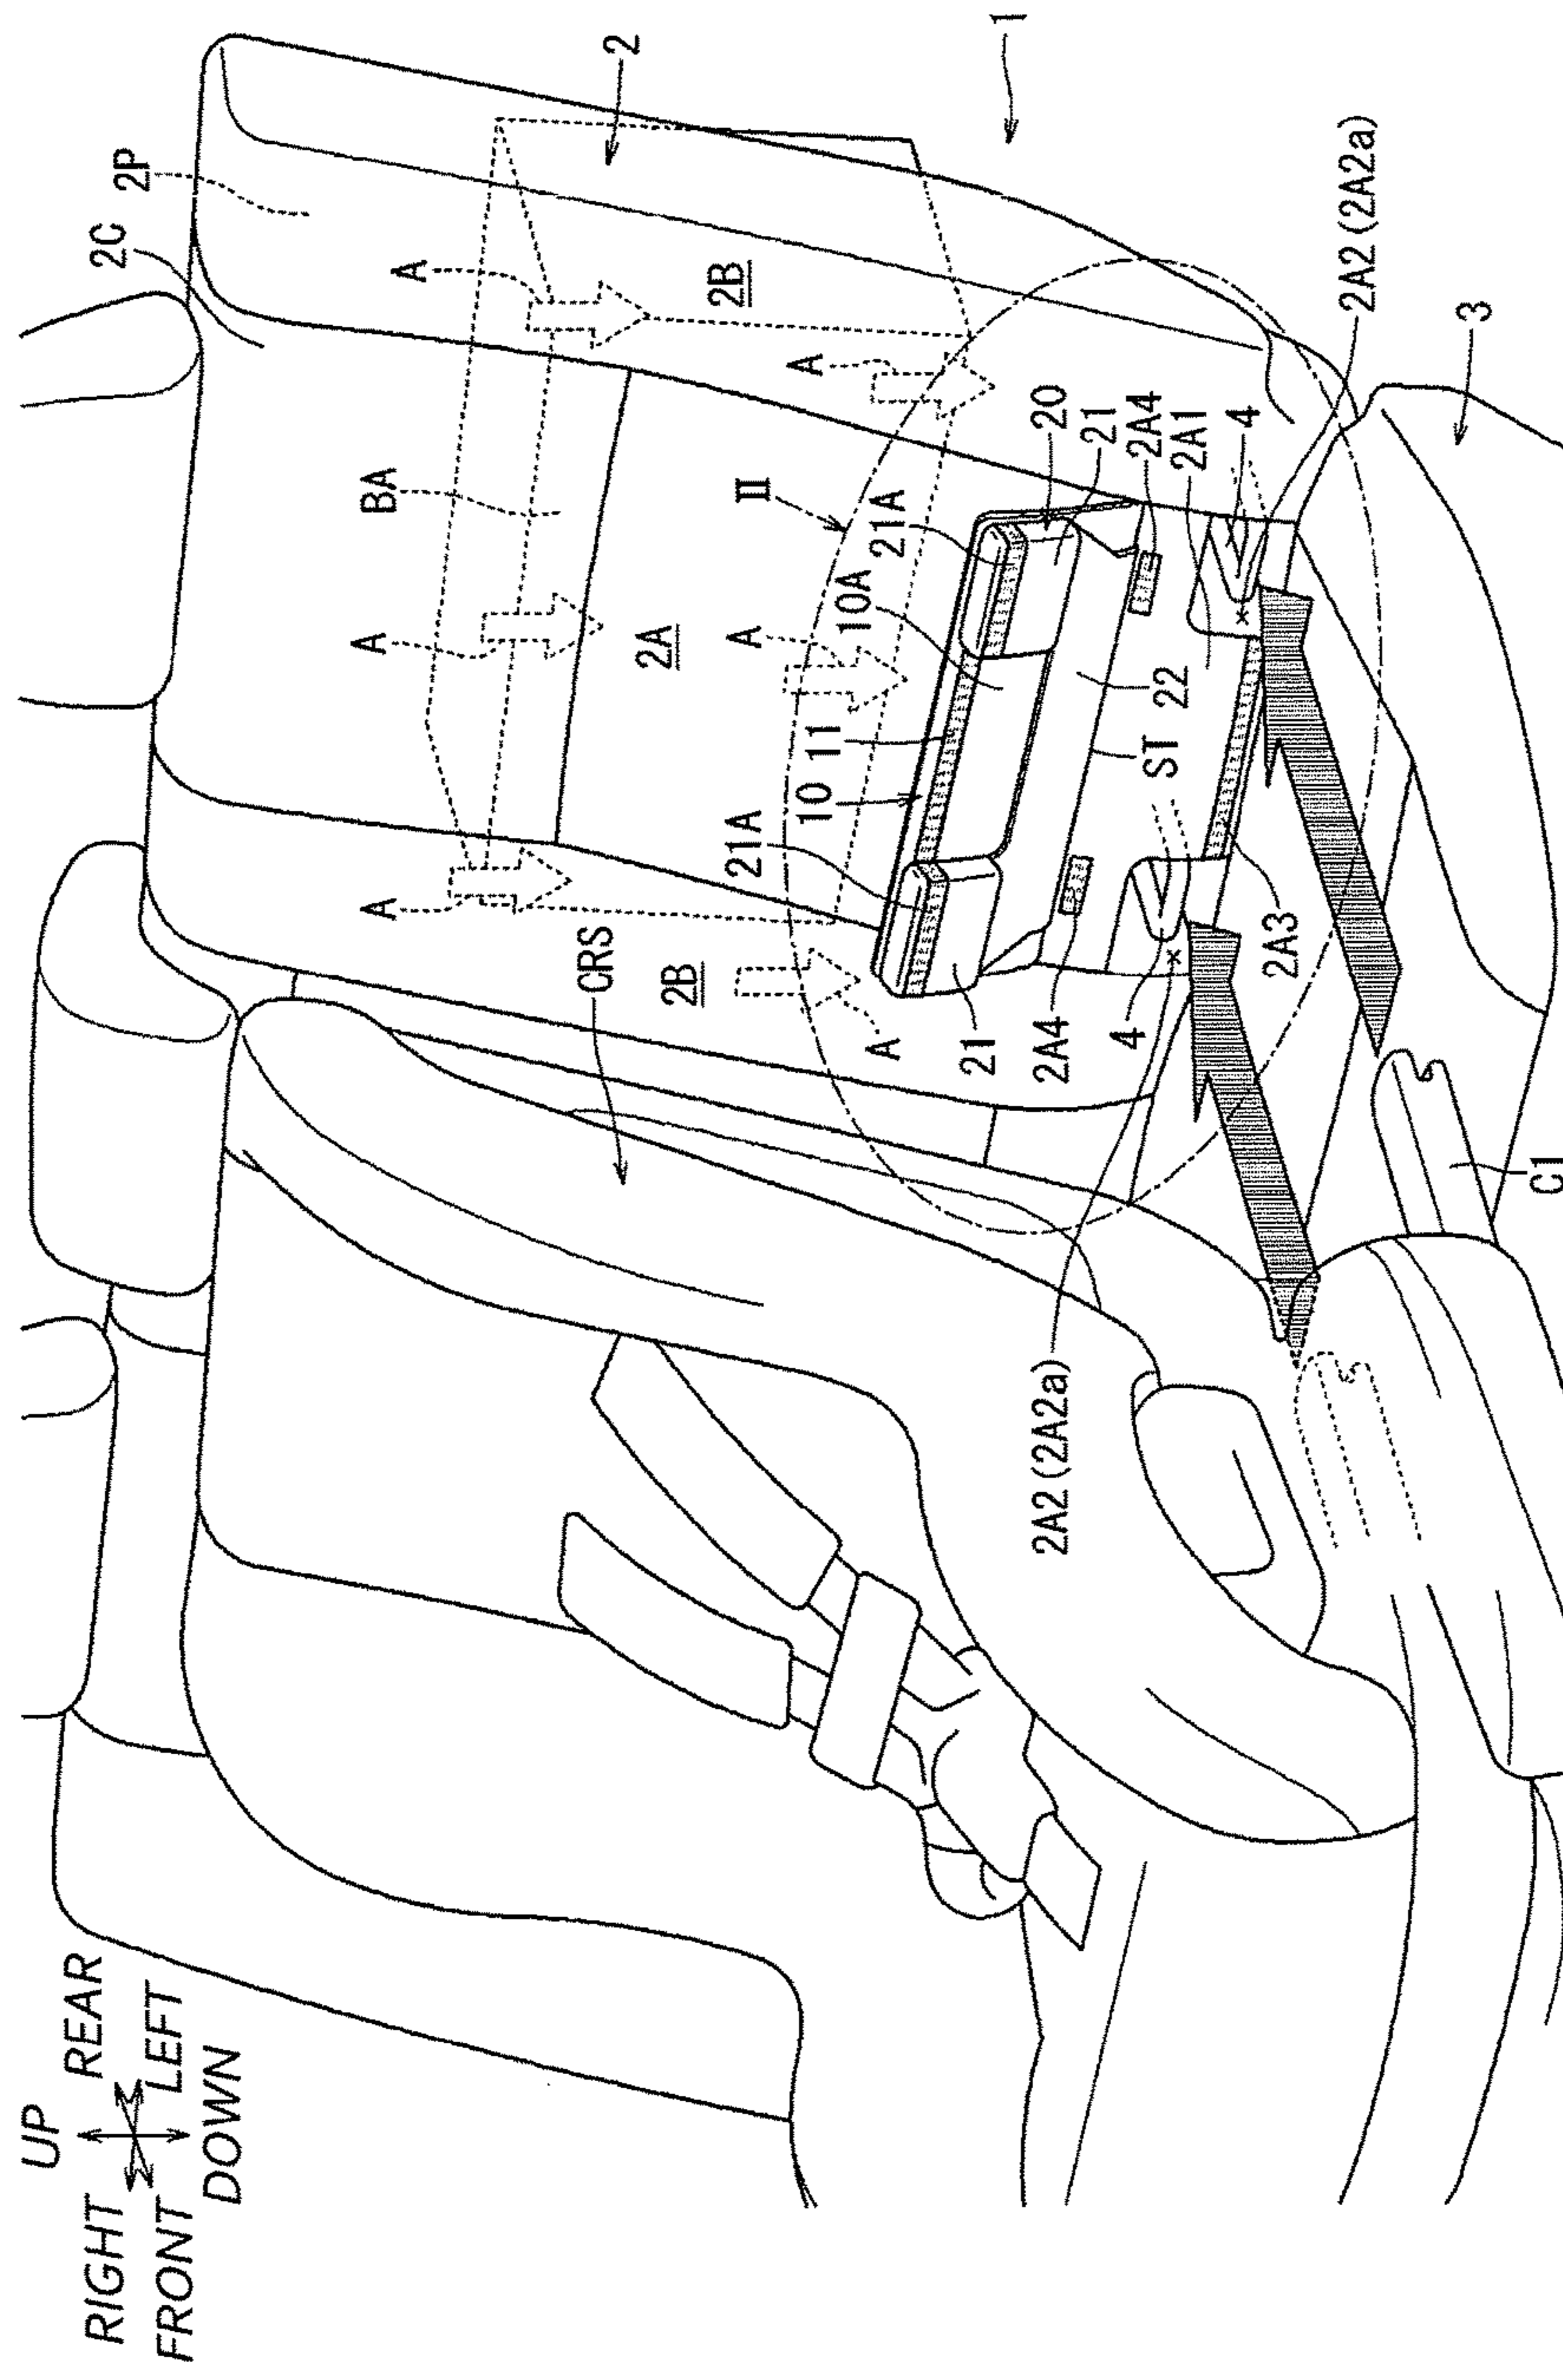 UP
REAR
RIGHT
LEFT
FRONT
DOWN
2P
2C
2
1
A
A
A
BA
2B
2A
A
A
II
CRS
2B
A
21A
21A
10A
11
10
20
21
2A4
2A1
4
2A2(2A2a)
3
22
ST
21
2A4
4
2A3
2A2(2A2a)
C1